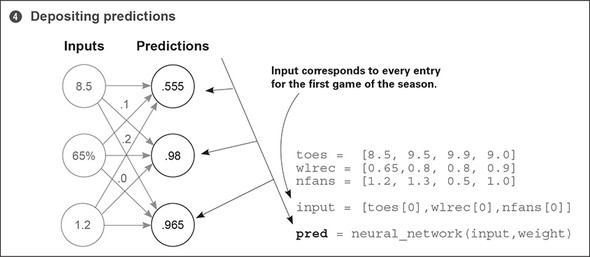 4 Depositing predictions
Inputs Predictions
8.5 .555
.1
.2
65% .98
.0
1.2 .965
Input corresponds to every entry
for the first game of the season.
toes = [8.5, 9.5, 9.9, 9.0]
wlrec = [0.65,0.8, 0.8, 0.9]
nfans = [1.2, 1.3, 0.5, 1.0]
input = [toes[0],wlrec[0],nfans[0]]
pred = neural_network(input,weight)